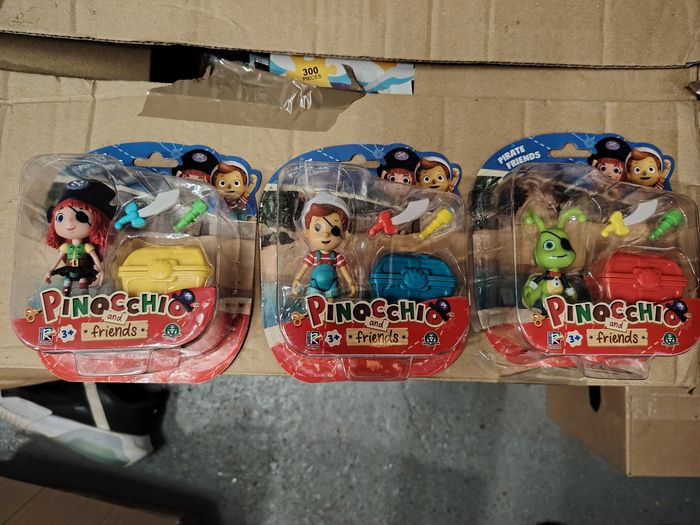 300
PIECES
PINOCCHIO
and
friends
3+
PINOCCHIO
and
friends
3+
PIRATE
FRIENDS
PINOCCHIO
and
friends
3+